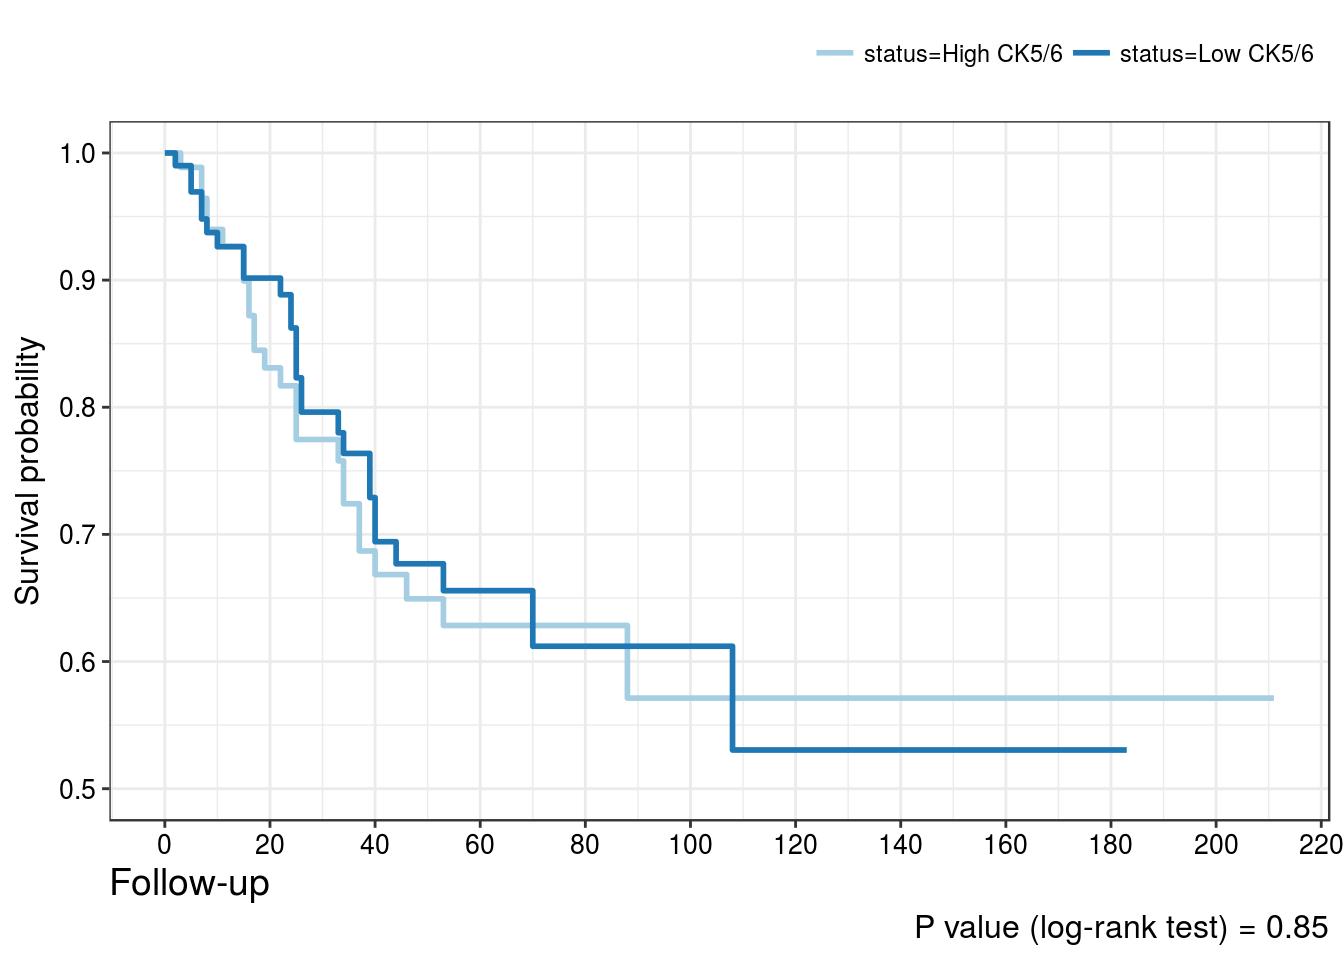 status=High CK5/6 status=Low CK5/6
1.0
0.9
0.8
0.7
0.6
0.5
Survival probability
0 20 40 60 80 100 120 140 160 180 200 220
Follow-up
P value (log-rank test) = 0.85